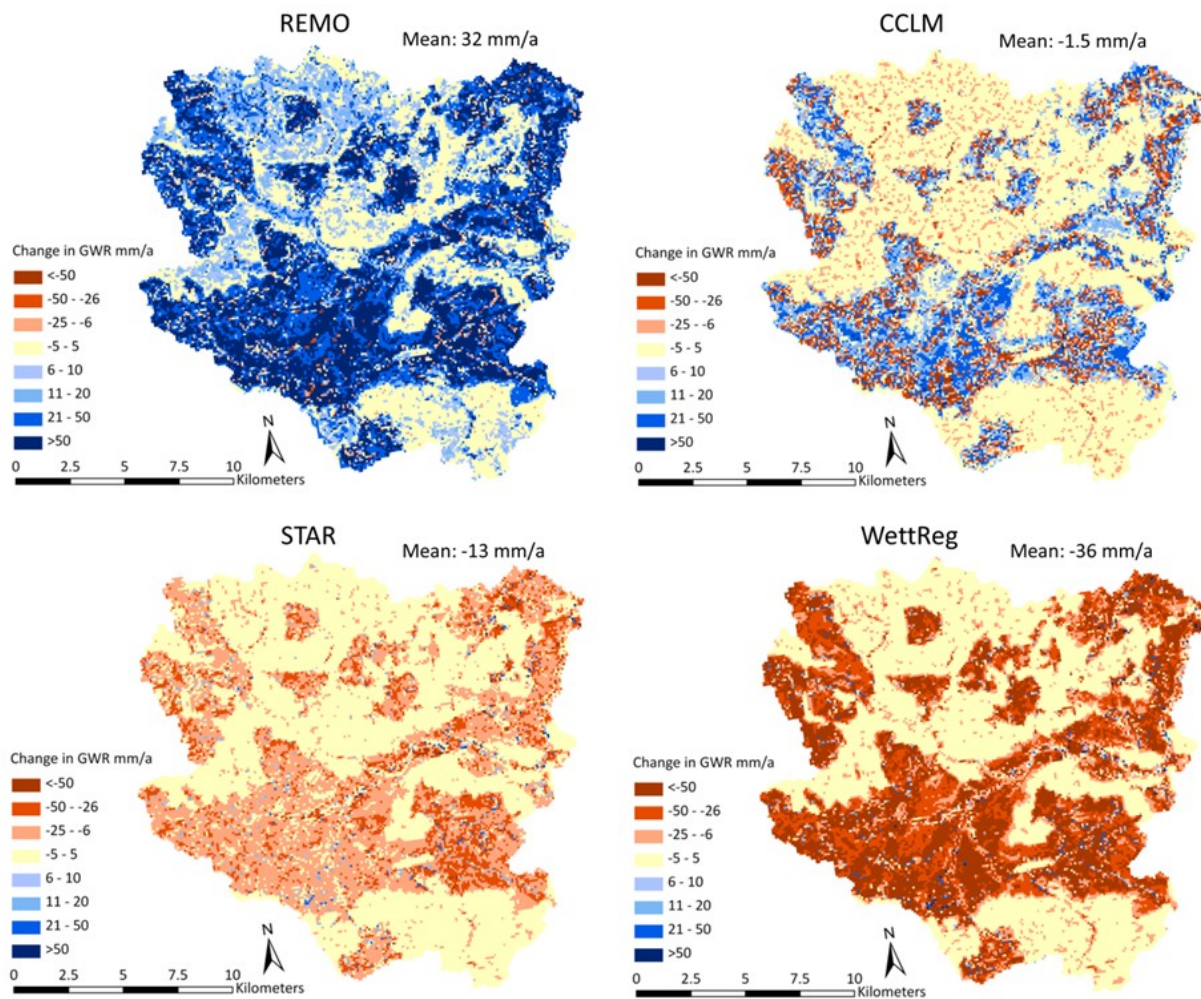 REMO
Mean: 32 mm/a
Change in GWR mm/a
<-50
-50 - -26
-25 - -6
-5 - 5
6 - 10
11 - 20
21 - 50
>50
N
0 2.5 5 7.5 10
Kilometers
CCLM
Mean: -1.5 mm/a
Change in GWR mm/a
<-50
-50 - -26
-25 - -6
-5 - 5
6 - 10
11 - 20
21 - 50
>50
N
0 2.5 5 7.5 10
Kilometers
STAR
Mean: -13 mm/a
Change in GWR mm/a
<-50
-50 - -26
-25 - -6
-5 - 5
6 - 10
11 - 20
21 - 50
>50
N
0 2.5 5 7.5 10
Kilometers
WettReg
Mean: -36 mm/a
Change in GWR mm/a
<-50
-50 - -26
-25 - -6
-5 - 5
6 - 10
11 - 20
21 - 50
>50
N
0 2.5 5 7.5 10
Kilometers